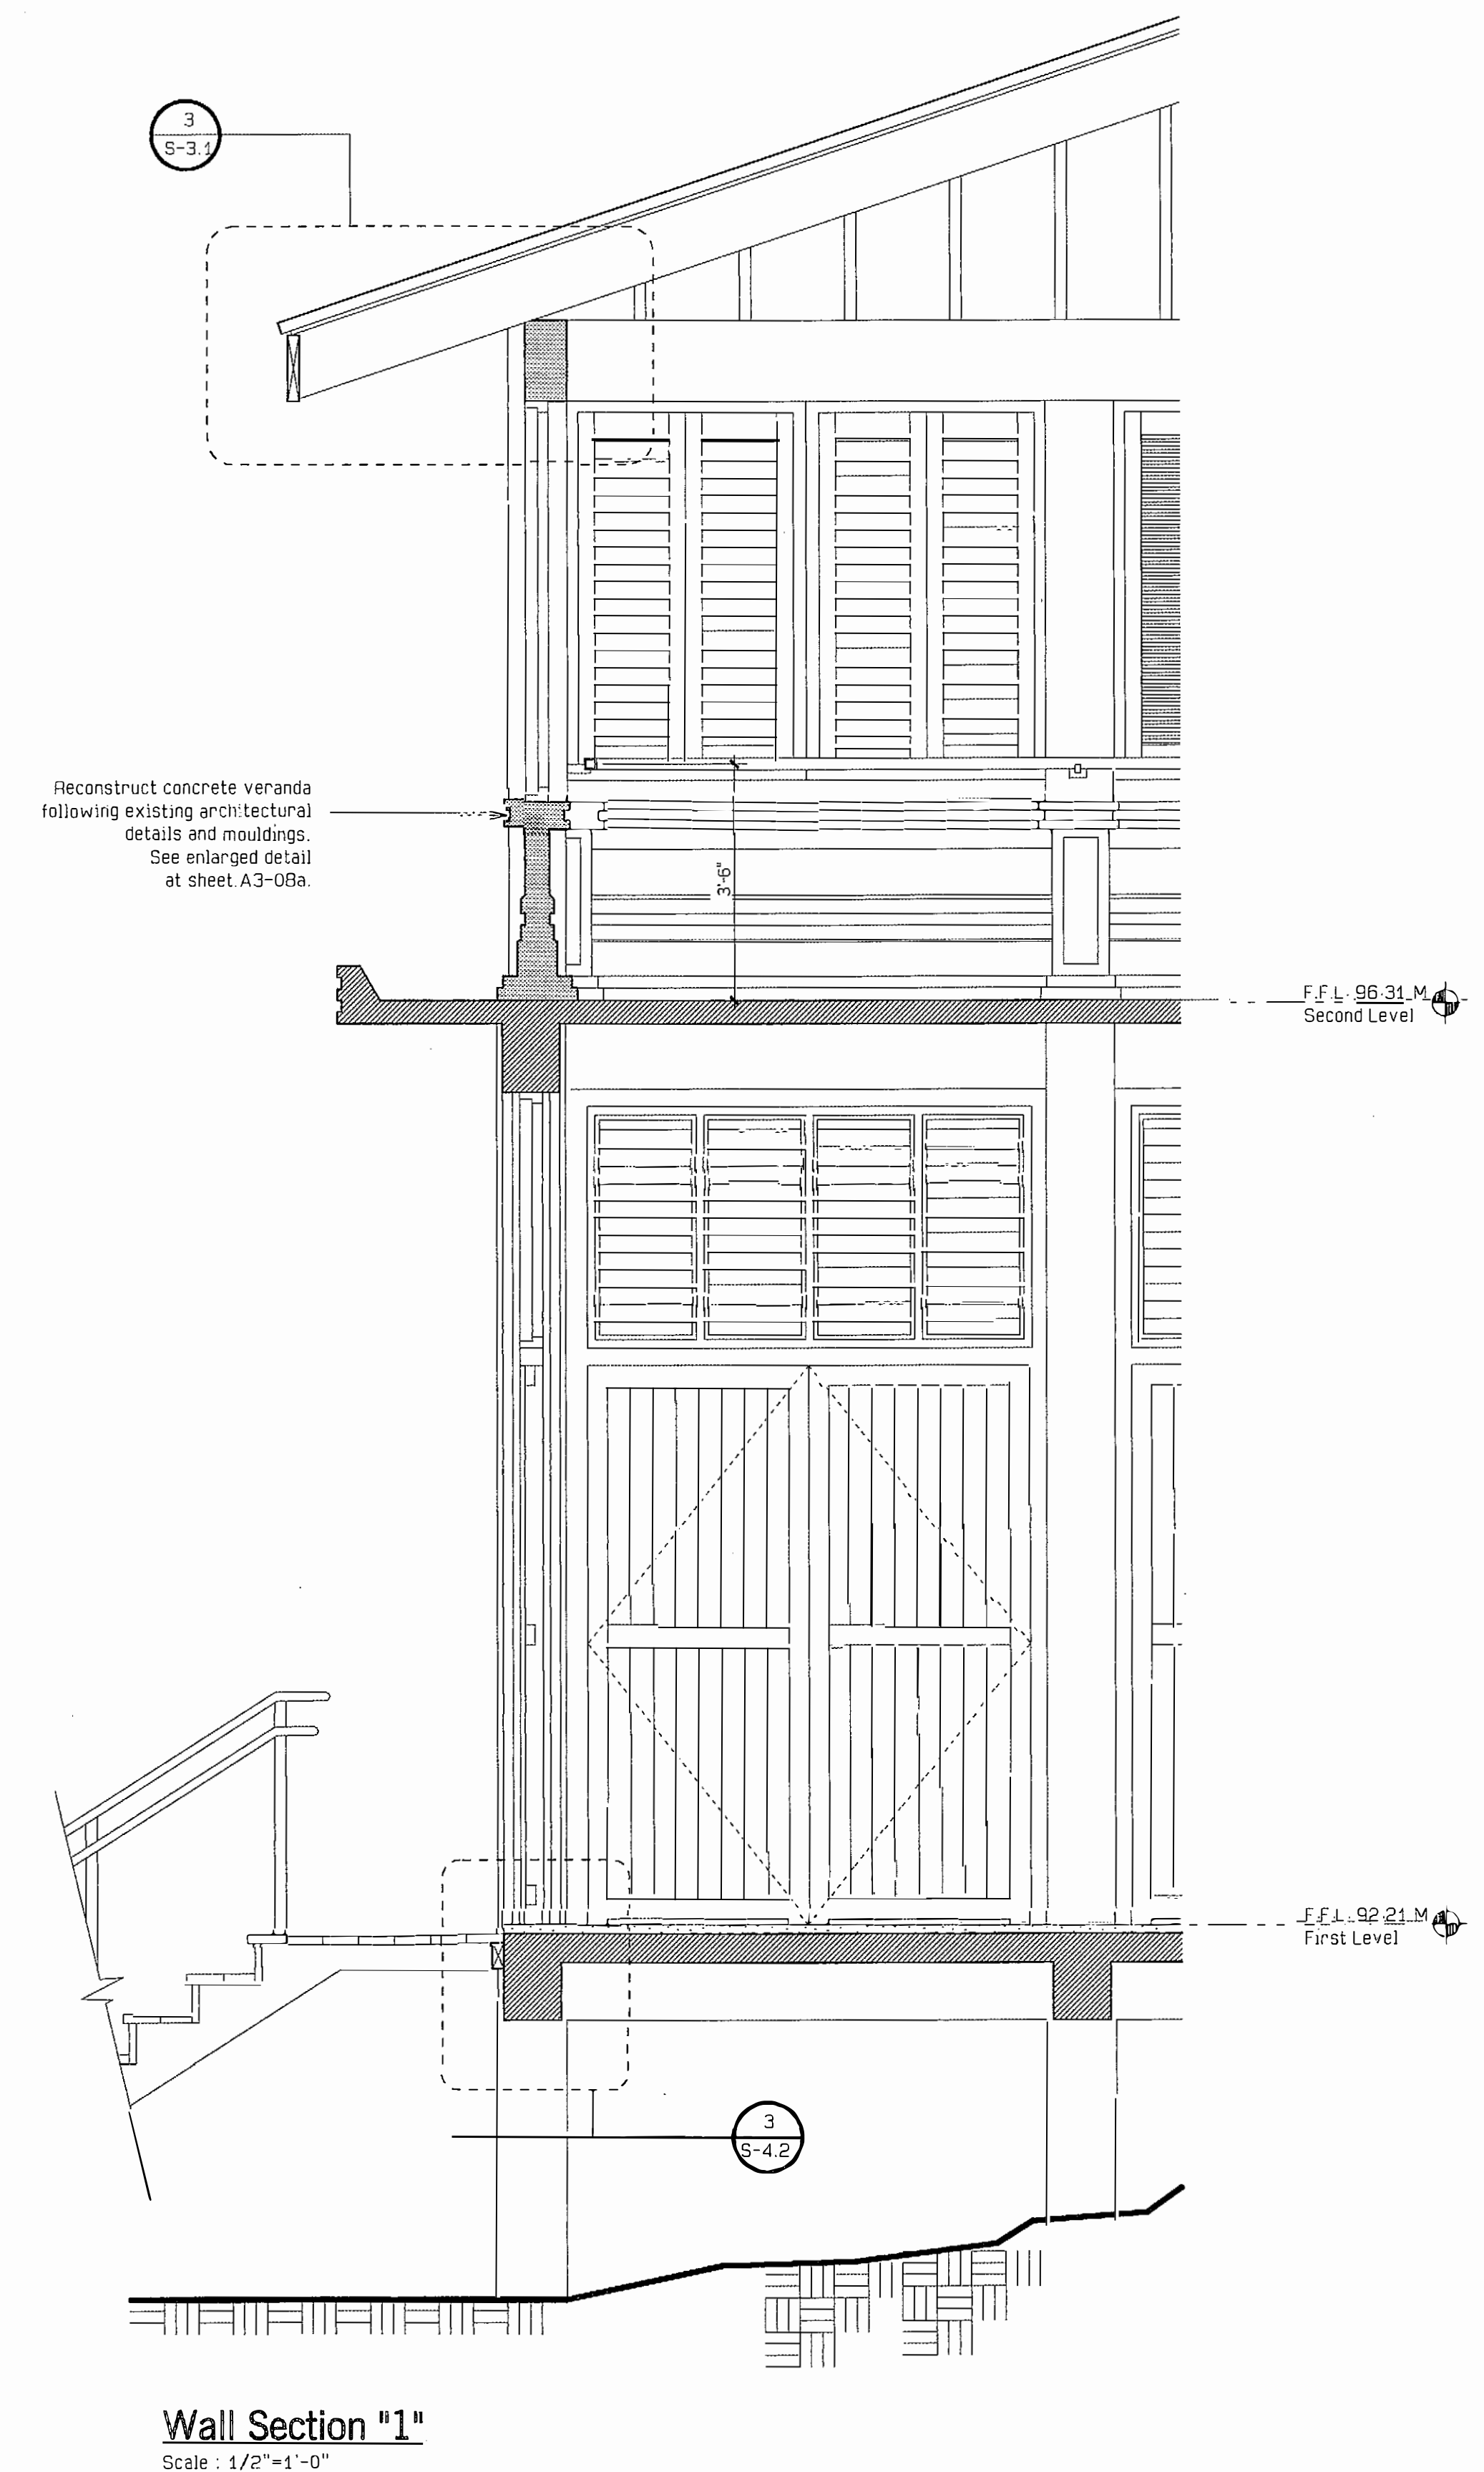 3
S-3.1
Reconstruct concrete veranda
following existing architectural
details and mouldings.
See enlarged detail
at sheet A3-08a.
3'-6"
F.F.L. 96.31 M
Second Level
F.F.L. 92.21 M
First Level
3
S-4.2
Wall Section "1"
Scale : 1/2"=1'-0"